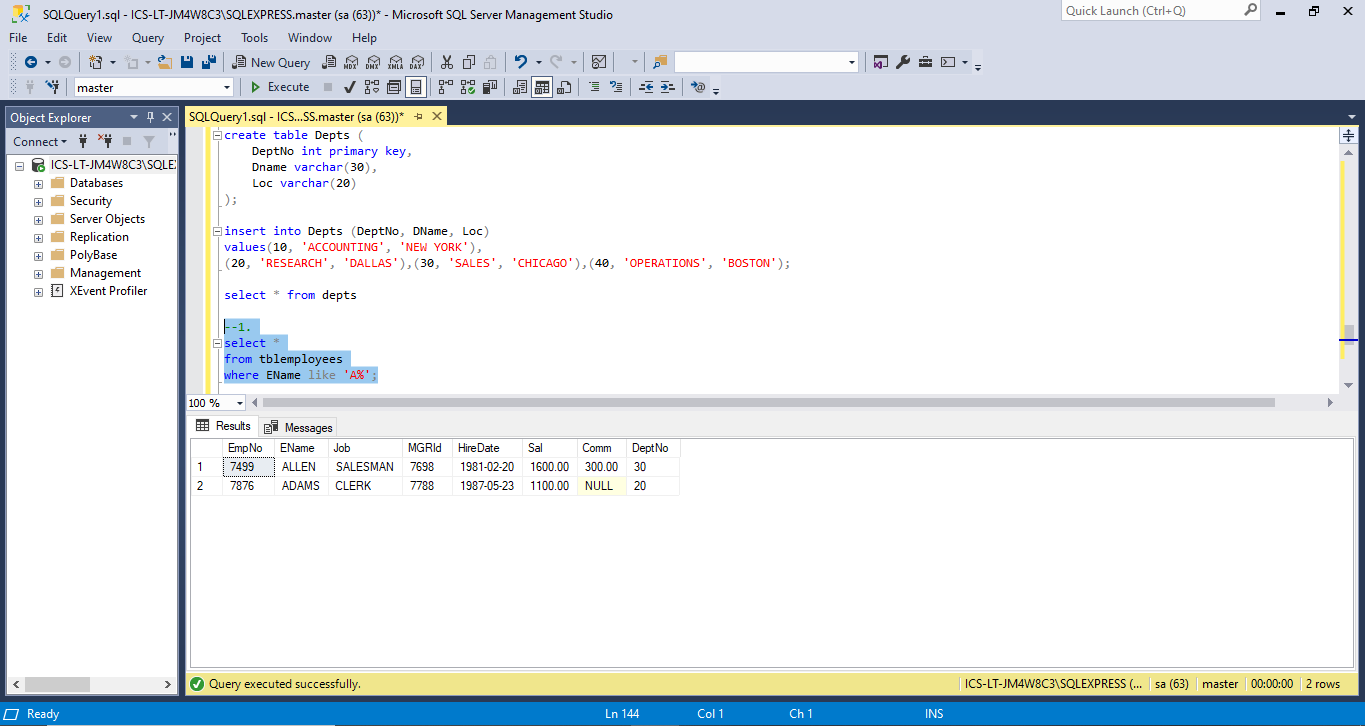 SQLQuery1.sql - ICS-LT-JM4W8C3\SQLEXPRESS.master (sa (63))* - Microsoft SQL Server Management Studio
Quick Launch (Ctrl+Q)
File Edit View Query Project Tools Window Help
New Query MDX DMX XMLA DAX
master Execute
Object Explorer
Connect
ICS-LT-JM4W8C3\SQLE
Databases
Security
Server Objects
Replication
PolyBase
Management
XEvent Profiler
SQLQuery1.sql - ICS...SS.master (sa (63))*
create table Depts (
DeptNo int primary key,
Dname varchar(30),
Loc varchar(20)
);
insert into Depts (DeptNo, DName, Loc)
values(10, 'ACCOUNTING', 'NEW YORK'),
(20, 'RESEARCH', 'DALLAS'),(30, 'SALES', 'CHICAGO'),(40, 'OPERATIONS', 'BOSTON');
select * from depts
--1.
select *
from tblemployees
where EName like 'A%';
100 %
Results Messages
EmpNo EName Job MGRId HireDate Sal Comm DeptNo
1 7499 ALLEN SALESMAN 7698 1981-02-20 1600.00 300.00 30
2 7876 ADAMS CLERK 7788 1987-05-23 1100.00 NULL 20
Query executed successfully. ICS-LT-JM4W8C3\SQLEXPRESS (... sa (63) master 00:00:00 2 rows
Ready Ln 144 Col 1 Ch 1 INS